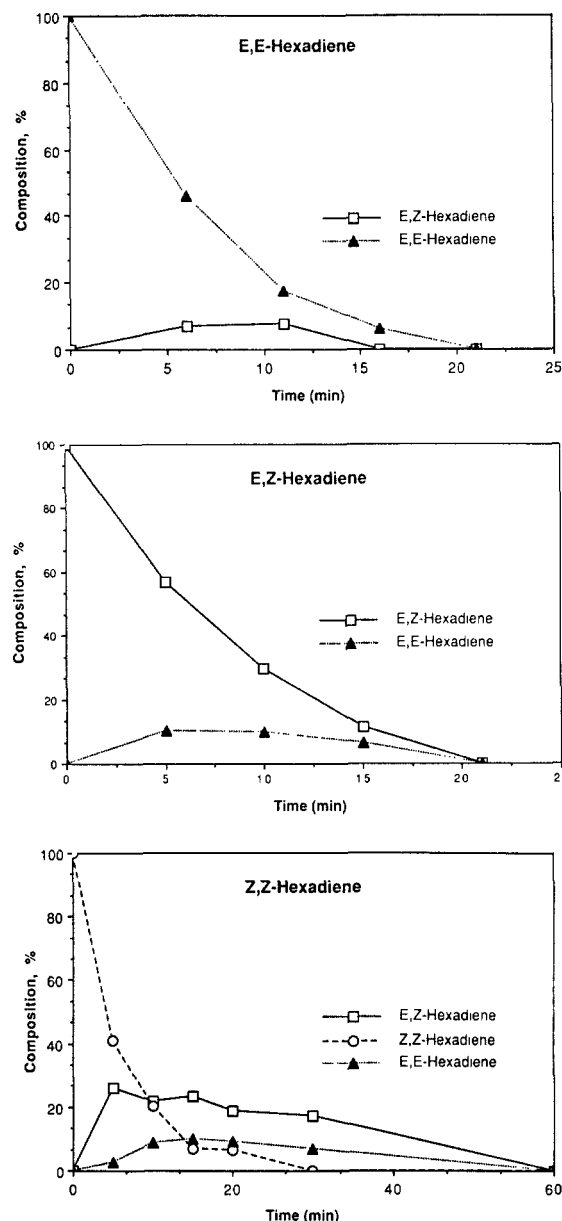 E,E-Hexadiene
Composition, %
100
80
60
40
20
0
E,Z-Hexadiene
E,E-Hexadiene
0 5 10 15 20 25
Time (min)
E,Z-Hexadiene
Composition, %
100
80
60
40
20
0
E,Z-Hexadiene
E,E-Hexadiene
0 5 10 15 20 2
Time (min)
Z,Z-Hexadiene
Composition, %
100
80
60
40
20
0
E,Z-Hexadiene
Z,Z-Hexadiene
E,E-Hexadiene
0 20 40 60
Time (min)